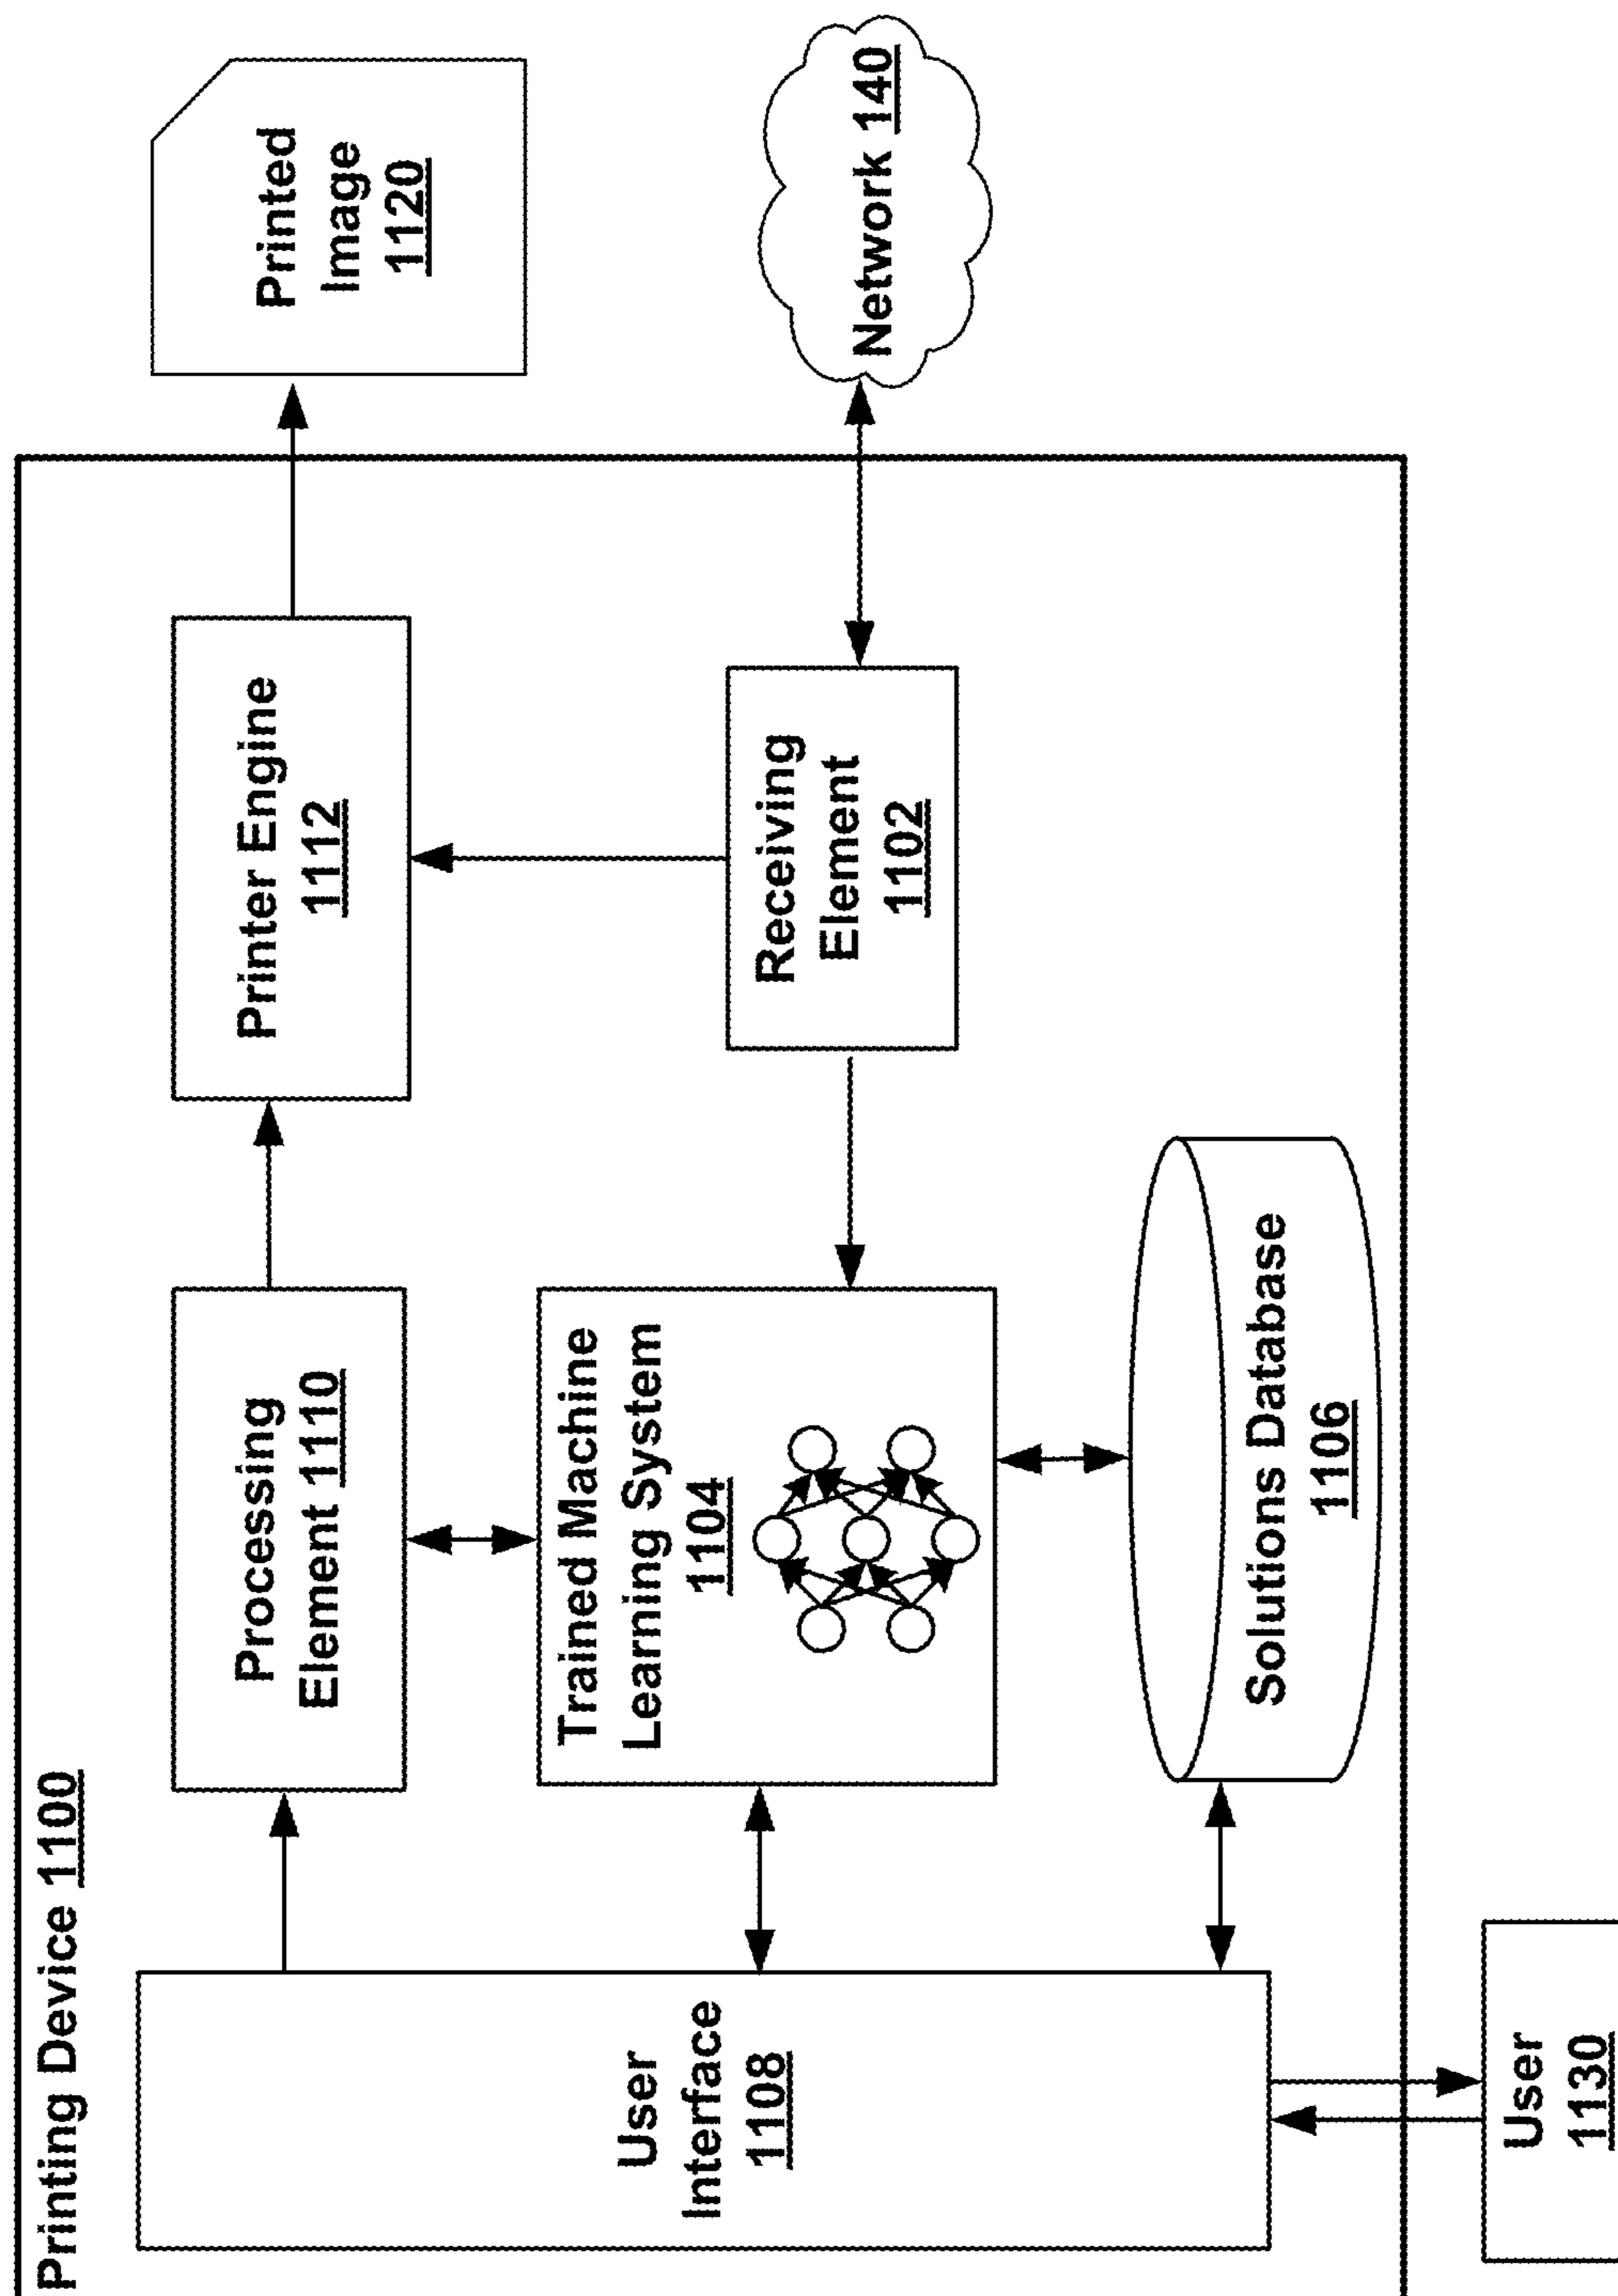 Printing Device 1100
User
Interface
1108
Processing
Element 1110
Printer Engine
1112
Printed
Image
1120
Trained Machine
Learning System
1104
Receiving
Element
1102
Network 140
Solutions Database
1106
User
1130